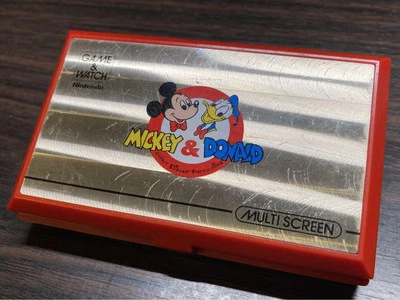 GAME
& WATCH
Nintendo
MICKEY & DONALD
MULTI SCREEN